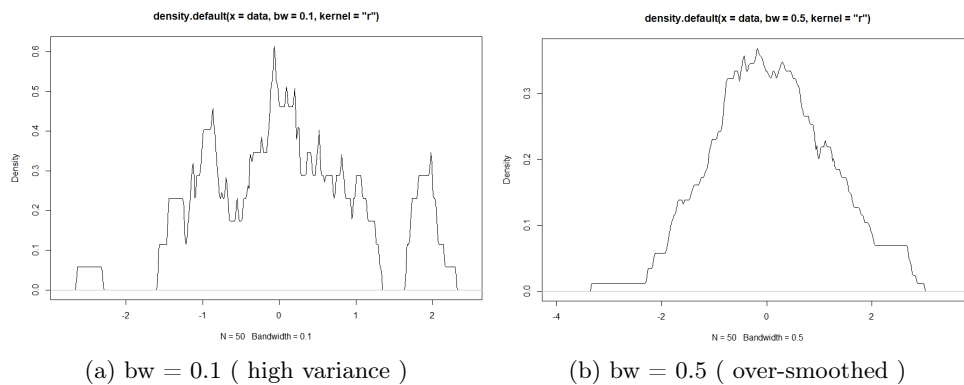 density.default(x = data, bw = 0.1, kernel = "r")
Density
0.0 0.1 0.2 0.3 0.4 0.5 0.6
-2 -1 0 1 2
N = 50 Bandwidth = 0.1
(a) bw = 0.1 ( high variance )
density.default(x = data, bw = 0.5, kernel = "r")
Density
0.0 0.1 0.2 0.3
-4 -2 0 2
N = 50 Bandwidth = 0.5
(b) bw = 0.5 ( over-smoothed )